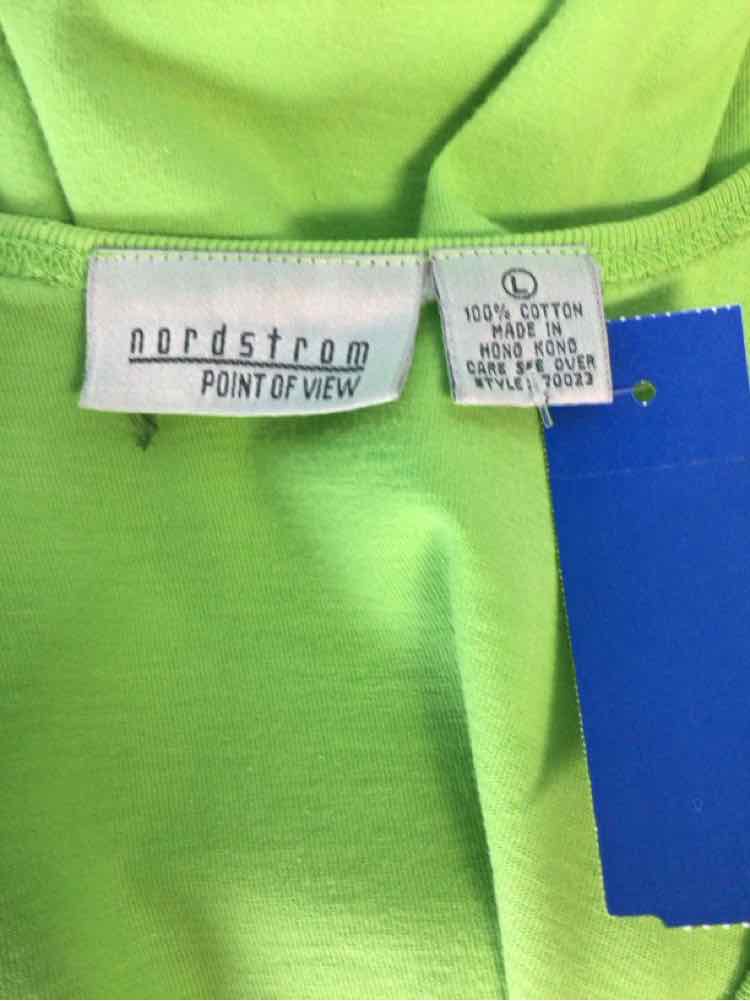 nordstrom
POINT OF VIEW
L
100% COTTON
MADE IN
HONG KONG
CARE SEE OVER
STYLE: 70023